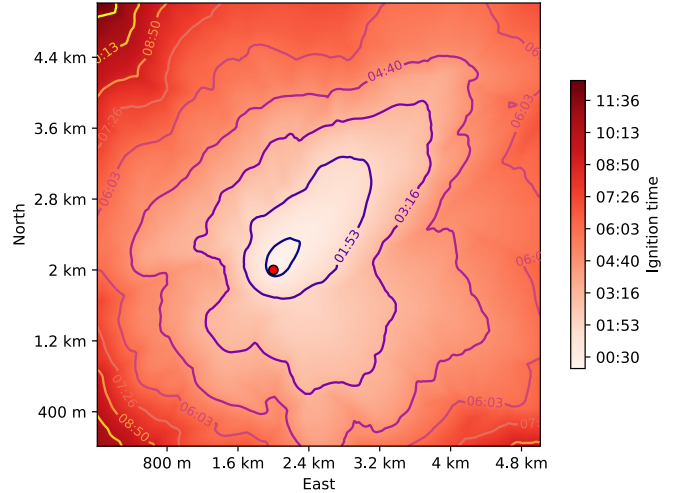 4.4 km
3.6 km
2.8 km
2 km
1.2 km
400 m
North
800 m
1.6 km
2.4 km
3.2 km
4 km
4.8 km
East
08:50
07:26
06:03
04:40
03:16
01:53
06:03
07:26
08:50
06:03
11:36
10:13
08:50
07:26
06:03
04:40
03:16
01:53
00:30
Ignition time